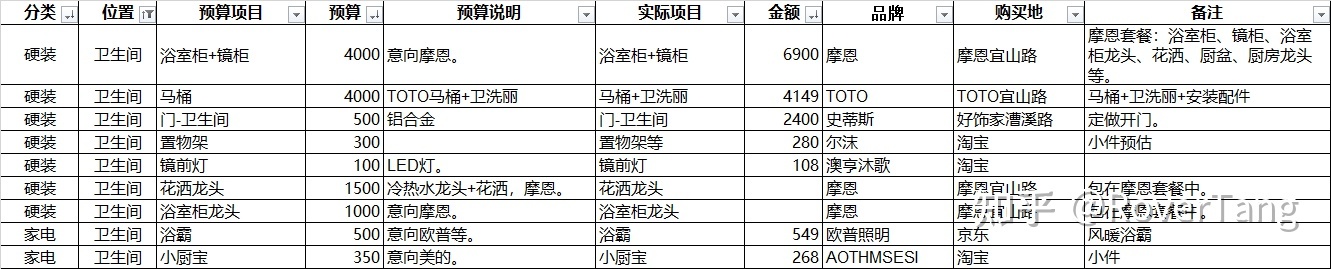 分类 位置 预算项目 预算 预算说明 实际项目 金额 品牌 购买地 备注
硬装 卫生间 浴室柜+镜柜 4000 意向摩恩。 浴室柜+镜柜 6900 摩恩 摩恩宜山路 摩恩套餐：浴室柜、镜柜、浴室
柜龙头、花洒、厨盆、厨房龙头
等。
硬装 卫生间 马桶 4000 TOTO马桶+卫洗丽 马桶+卫洗丽 4149 TOTO TOTO宜山路 马桶+卫洗丽+安装配件
硬装 卫生间 门-卫生间 500 铝合金 门-卫生间 2400 史蒂斯 好饰家漕溪路 定做开门。
硬装 卫生间 置物架 300 置物架等 280 尔沫 淘宝 小件预估
硬装 卫生间 镜前灯 100 LED灯。 镜前灯 108 澳亨沐歌 淘宝
硬装 卫生间 花洒龙头 1500 冷热水龙头+花洒，摩恩。 花洒龙头 摩恩 摩恩宜山路 包在摩恩套餐中。
硬装 卫生间 浴室柜龙头 1000 意向摩恩。 浴室柜龙头 摩恩 摩恩宜山路 包在摩恩套餐中。
家电 卫生间 浴霸 500 意向欧普等。 浴霸 549 欧普照明 京东 风暖浴霸
家电 卫生间 小厨宝 350 意向美的。 小厨宝 268 AOTHMSESI 淘宝 小件
知乎 @RoverTang